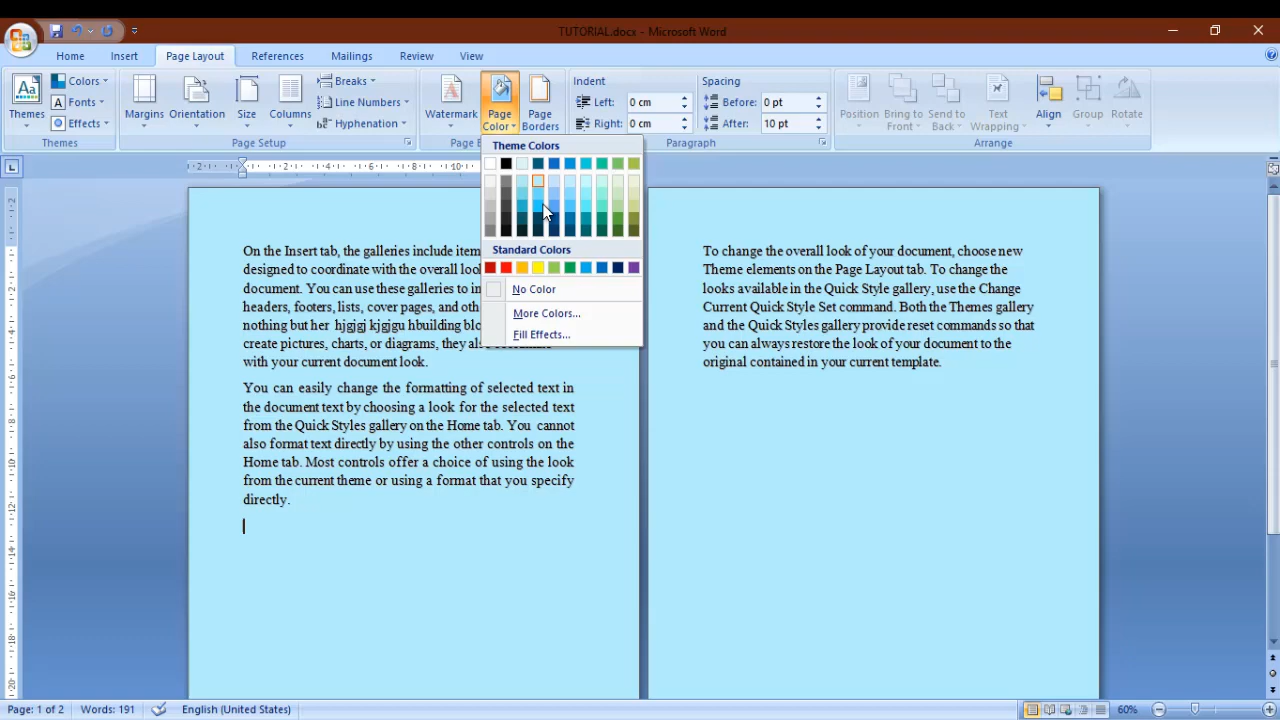 TUTORIAL.docx - Microsoft Word
Home Insert Page Layout References Mailings Review View
Aa Themes Colors Fonts Effects
Margins Orientation Size Columns Breaks Line Numbers Hyphenation
Watermark Page Color Page Borders
Indent Left: 0 cm Right: 0 cm
Spacing Before: 0 pt After: 10 pt
Position Bring to Front Send to Back Text Wrapping Align Group Rotate
Themes Page Setup Page B Paragraph Arrange
Theme Colors
Standard Colors
No Color
More Colors...
Fill Effects...
On the Insert tab, the galleries include item
designed to coordinate with the overall loo
document. You can use these galleries to in
headers, footers, lists, cover pages, and oth
nothing but her hjgjgj kjgjgu hbuilding blo
create pictures, charts, or diagrams, they also coordinate
with your current document look.
You can easily change the formatting of selected text in
the document text by choosing a look for the selected text
from the Quick Styles gallery on the Home tab. You cannot
also format text directly by using the other controls on the
Home tab. Most controls offer a choice of using the look
from the current theme or using a format that you specify
directly.
To change the overall look of your document, choose new
Theme elements on the Page Layout tab. To change the
looks available in the Quick Style gallery, use the Change
Current Quick Style Set command. Both the Themes gallery
and the Quick Styles gallery provide reset commands so that
you can always restore the look of your document to the
original contained in your current template.
Page: 1 of 2 Words: 191 English (United States) 60%